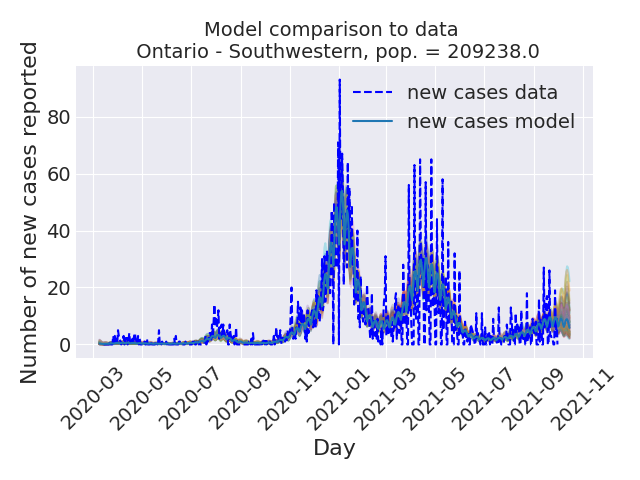 Model comparison to data
Ontario - Southwestern, pop. = 209238.0
Number of new cases reported
80
60
40
20
0
new cases data
new cases model
2020-03
2020-05
2020-07
2020-09
2020-11
2021-01
2021-03
2021-05
2021-07
2021-09
2021-11
Day